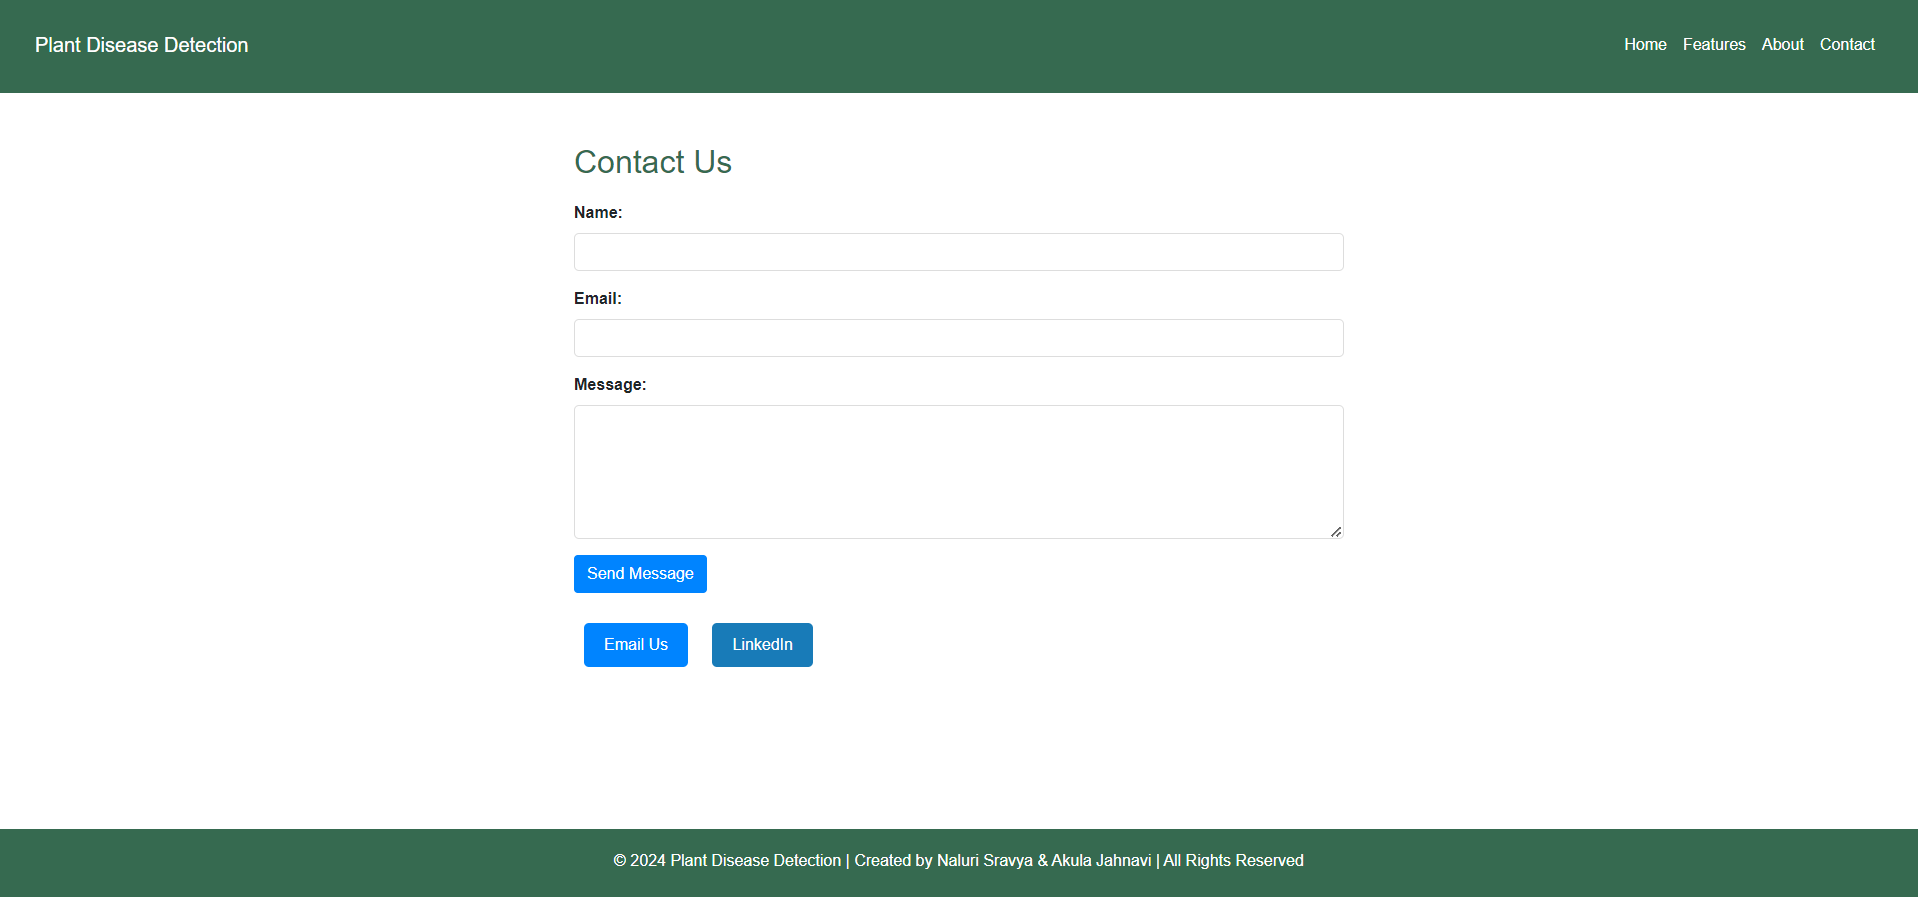 Plant Disease Detection
Home Features About Contact
Contact Us
Name:
Email:
Message:
Send Message
Email Us LinkedIn
© 2024 Plant Disease Detection | Created by Naluri Sravya & Akula Jahnavi | All Rights Reserved